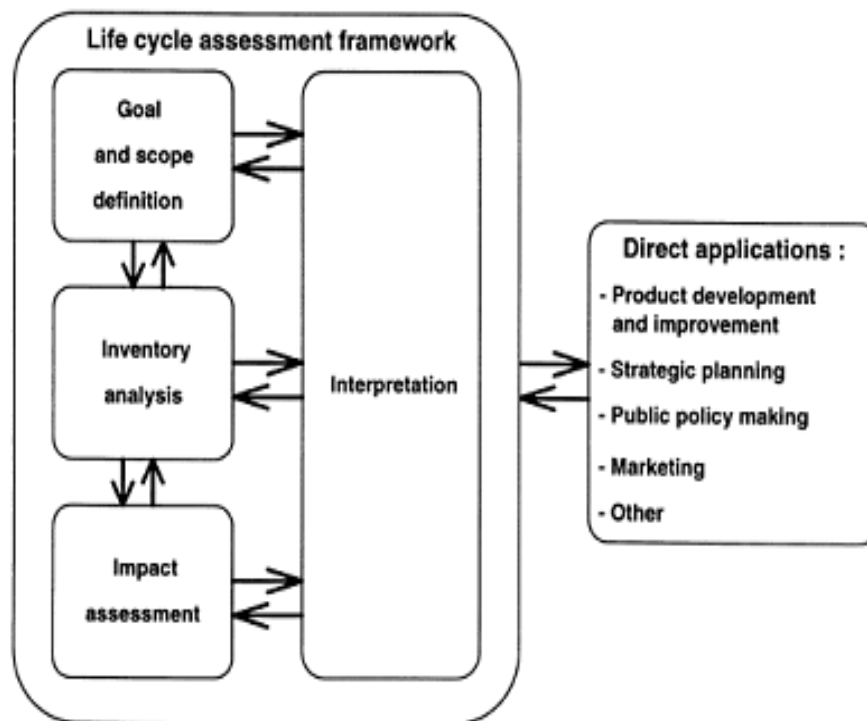 Life cycle assessment framework
Goal
and scope
definition
Inventory
analysis
Impact
assessment
Interpretation
Direct applications :
- Product development
and improvement
- Strategic planning
- Public policy making
- Marketing
- Other